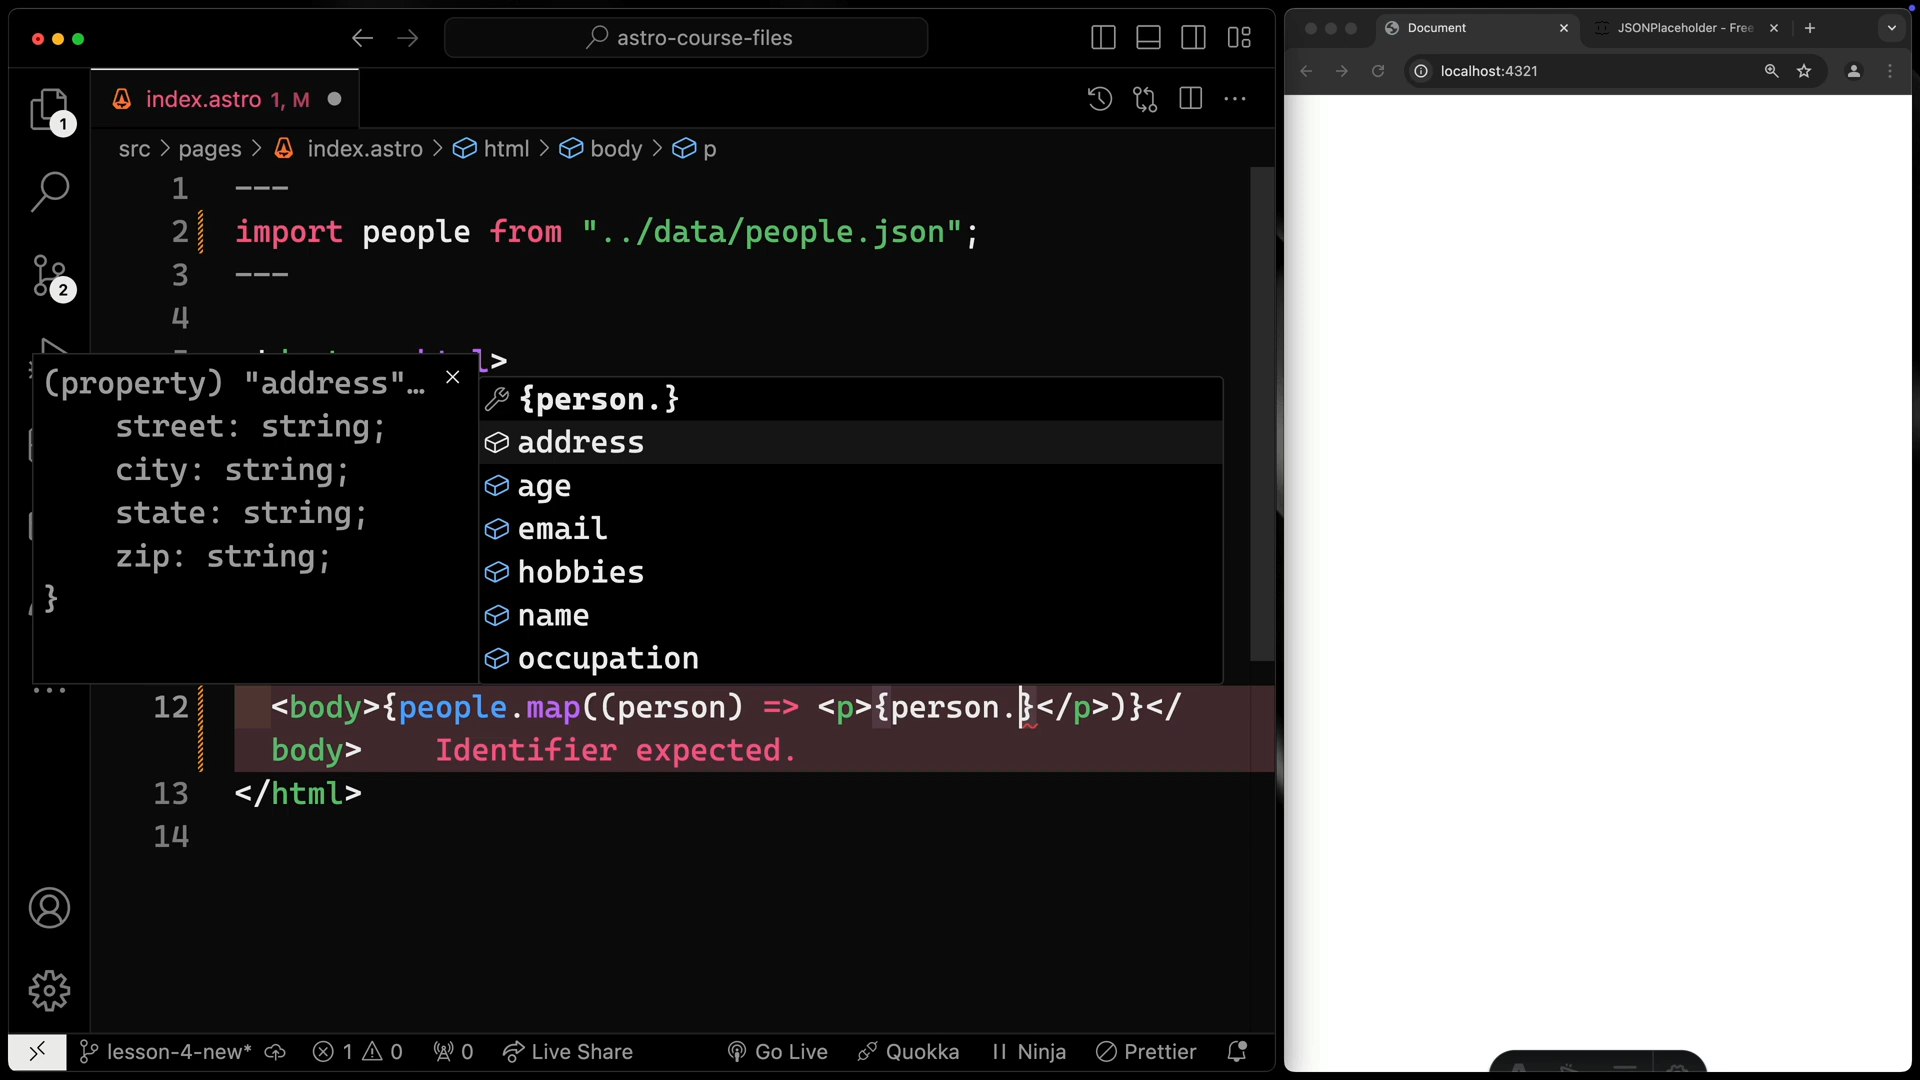 astro-course-files
index.astro 1, M
src > pages > index.astro > html > body > p
1 ---
2 import people from "../data/people.json";
3 ---
4
>
(property) "address"…
street: string;
city: string;
state: string;
zip: string;
}
{person.}
address
age
email
hobbies
name
occupation
12 <body>{people.map((person) => <p>{person.}</p>)}</
body> Identifier expected.
13 </html>
14
1
2
lesson-4-new* 1 0 0 Live Share Go Live Quokka Ninja Prettier
Document JSONPlaceholder - Free
localhost:4321